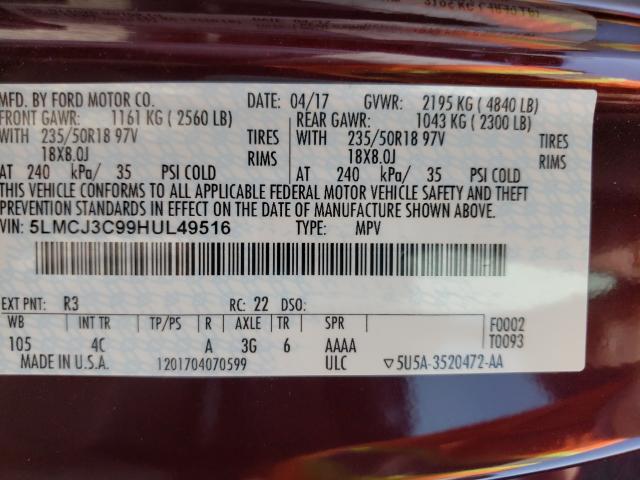 MFD. BY FORD MOTOR CO. DATE: 04/17 GVWR: 2195 KG ( 4840 LB)
FRONT GAWR: 1161 KG ( 2560 LB) REAR GAWR: 1043 KG ( 2300 LB)
WITH 235/50R18 97V TIRES WITH 235/50R18 97V TIRES
18X8.0J RIMS 18X8.0J RIMS
AT 240 kPa/ 35 PSI COLD AT 240 kPa/ 35 PSI COLD
THIS VEHICLE CONFORMS TO ALL APPLICABLE FEDERAL MOTOR VEHICLE SAFETY AND THEFT
PREVENTION STANDARDS IN EFFECT ON THE DATE OF MANUFACTURE SHOWN ABOVE.
VIN: 5LMCJ3C99HUL49516 TYPE: MPV
EXT PNT: R3 RC: 22 DSO:
WB INT TR TP/PS R AXLE TR SPR F0002
105 4C A 3G 6 AAAA T0093
MADE IN U.S.A. 1201704070599 ULC ▽5U5A-3520472-AA